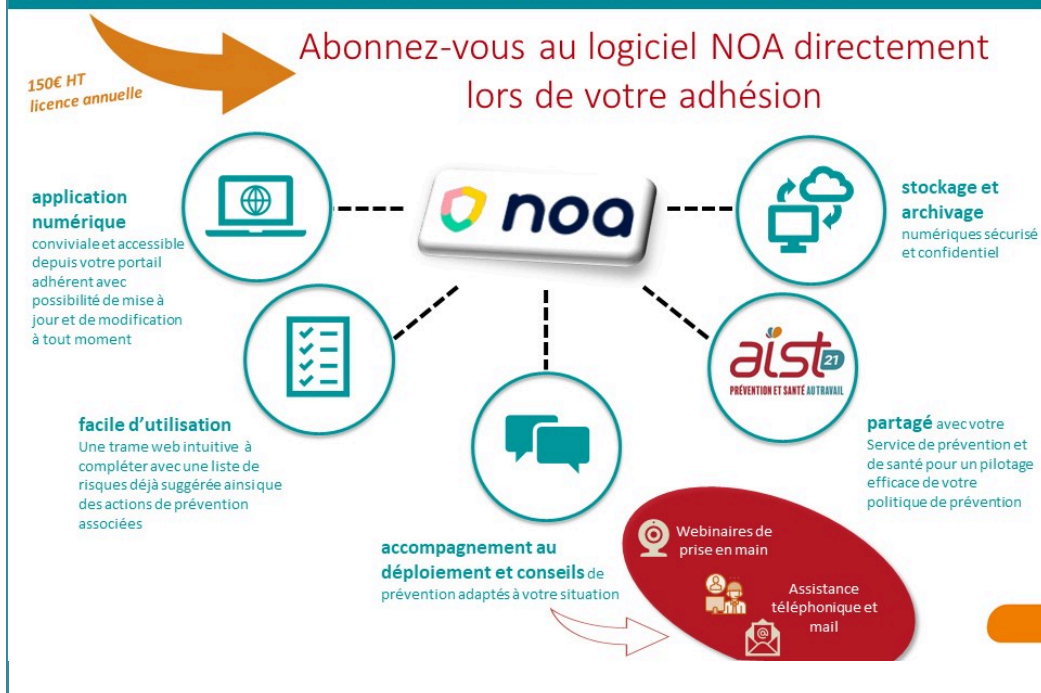 Abonnez-vous au logiciel NOA directement
lors de votre adhésion
150€ HT
licence annuelle
application
numérique
conviviale et accessible
depuis votre portail
adhérent avec
possibilité de mise à
jour et de modification
à tout moment
noa
stockage et
archivage
numériques sécurisé
et confidentiel
facile d'utilisation
Une trame web intuitive à
compléter avec une liste de
risques déjà suggérée ainsi que
des actions de prévention
associées
aist 21
PRÉVENTION ET SANTÉ AU TRAVAIL
partagé avec votre
Service de prévention et
de santé pour un pilotage
efficace de votre
politique de prévention
accompagnement au
déploiement et conseils de
prévention adaptés à votre situation
Webinaires de
prise en main
Assistance
téléphonique et
mail